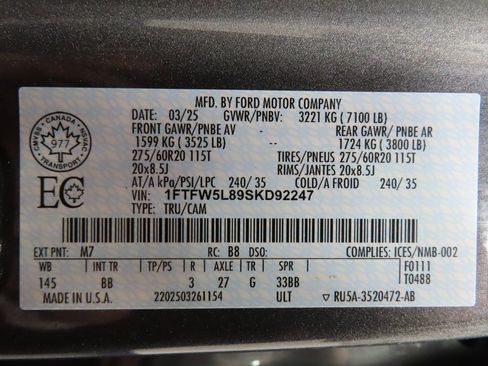 MFD. BY FORD MOTOR COMPANY
DATE: 03/25 GVWR/PNBV: 3221 KG ( 7100 LB)
FRONT GAWR/PNBE AV REAR GAWR/ PNBE AR
1599 KG ( 3525 LB) 1724 KG ( 3800 LB)
275/60R20 115T TIRES/PNEUS 275/60R20 115T
20x8.5J RIMS/JANTES 20x8.5J
AT/A kPa/PSI/LPC 240/ 35 COLD/A FROID 240/ 35
VIN: 1FTFW5L89SKD92247
TYPE: TRU/CAM
CMVSS · CANADA · NSVAC
977
TRANSPORT
EC
EXT PNT: M7 RC: B8 DSO: COMPLIES: ICES/NMB-002
WB INT TR TP/PS R AXLE TR SPR F0111
145 BB 3 27 G 33BB T0488
MADE IN U.S.A. 2202503261154 ULT ▽ RU5A-3520472-AB